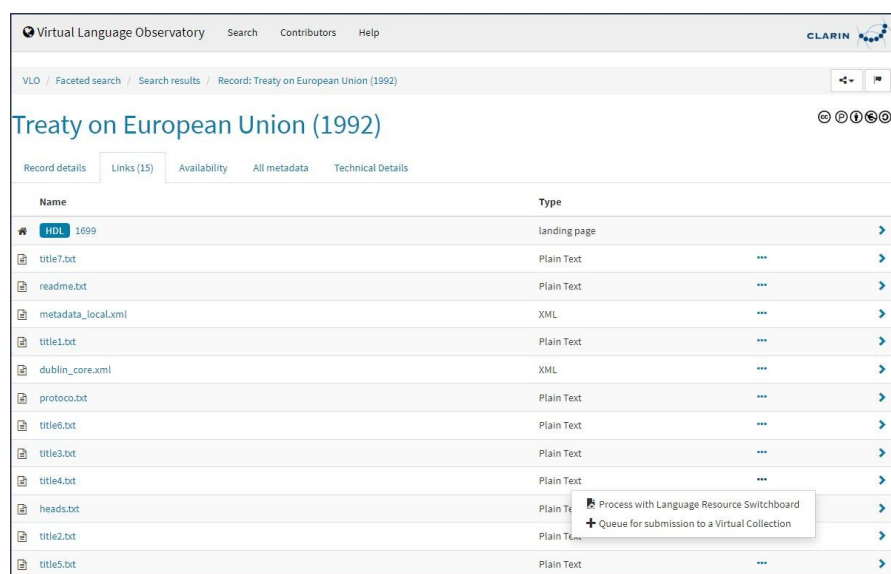 Virtual Language Observatory Search Contributors Help CLARIN
VLO / Faceted search / Search results / Record: Treaty on European Union (1992)
Treaty on European Union (1992)
Record details Links (15) Availability All metadata Technical Details
Name Type
HDL 1699 landing page
title7.txt Plain Text ...
readme.txt Plain Text ...
metadata_local.xml XML ...
title1.txt Plain Text ...
dublin_core.xml XML ...
protoco.txt Plain Text ...
title6.txt Plain Text ...
title3.txt Plain Text ...
title4.txt Plain Text ...
Process with Language Resource Switchboard
heads.txt Plain Te
Queue for submission to a Virtual Collection
title2.txt Plain Text
title5.txt Plain Text ...